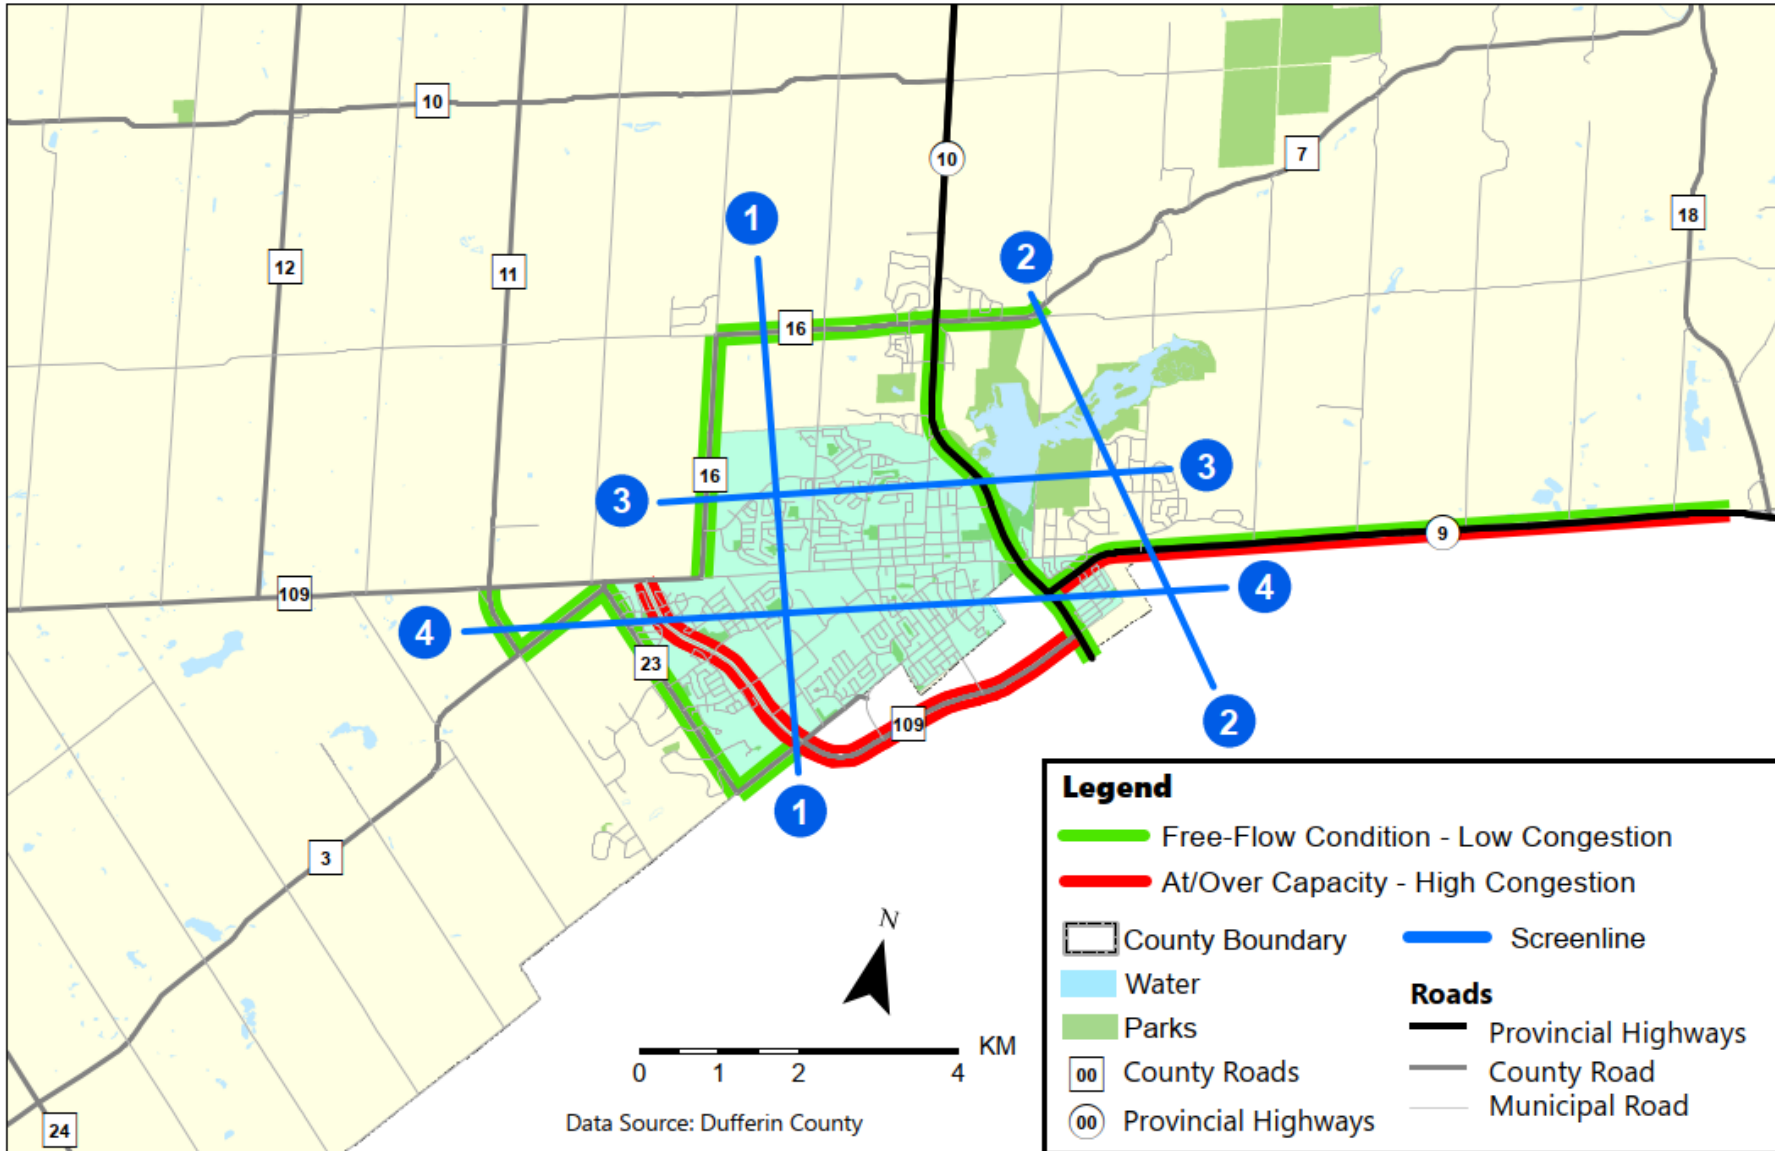 10
10
7
1
18
2
12
11
16
3
16
3
9
109
4
4
23
2
109
1
3
24
N
KM
0 1 2 4
Data Source: Dufferin County
Legend
Free-Flow Condition - Low Congestion
At/Over Capacity - High Congestion
County Boundary
Screenline
Water
Parks
00 County Roads
00 Provincial Highways
Roads
Provincial Highways
County Road
Municipal Road